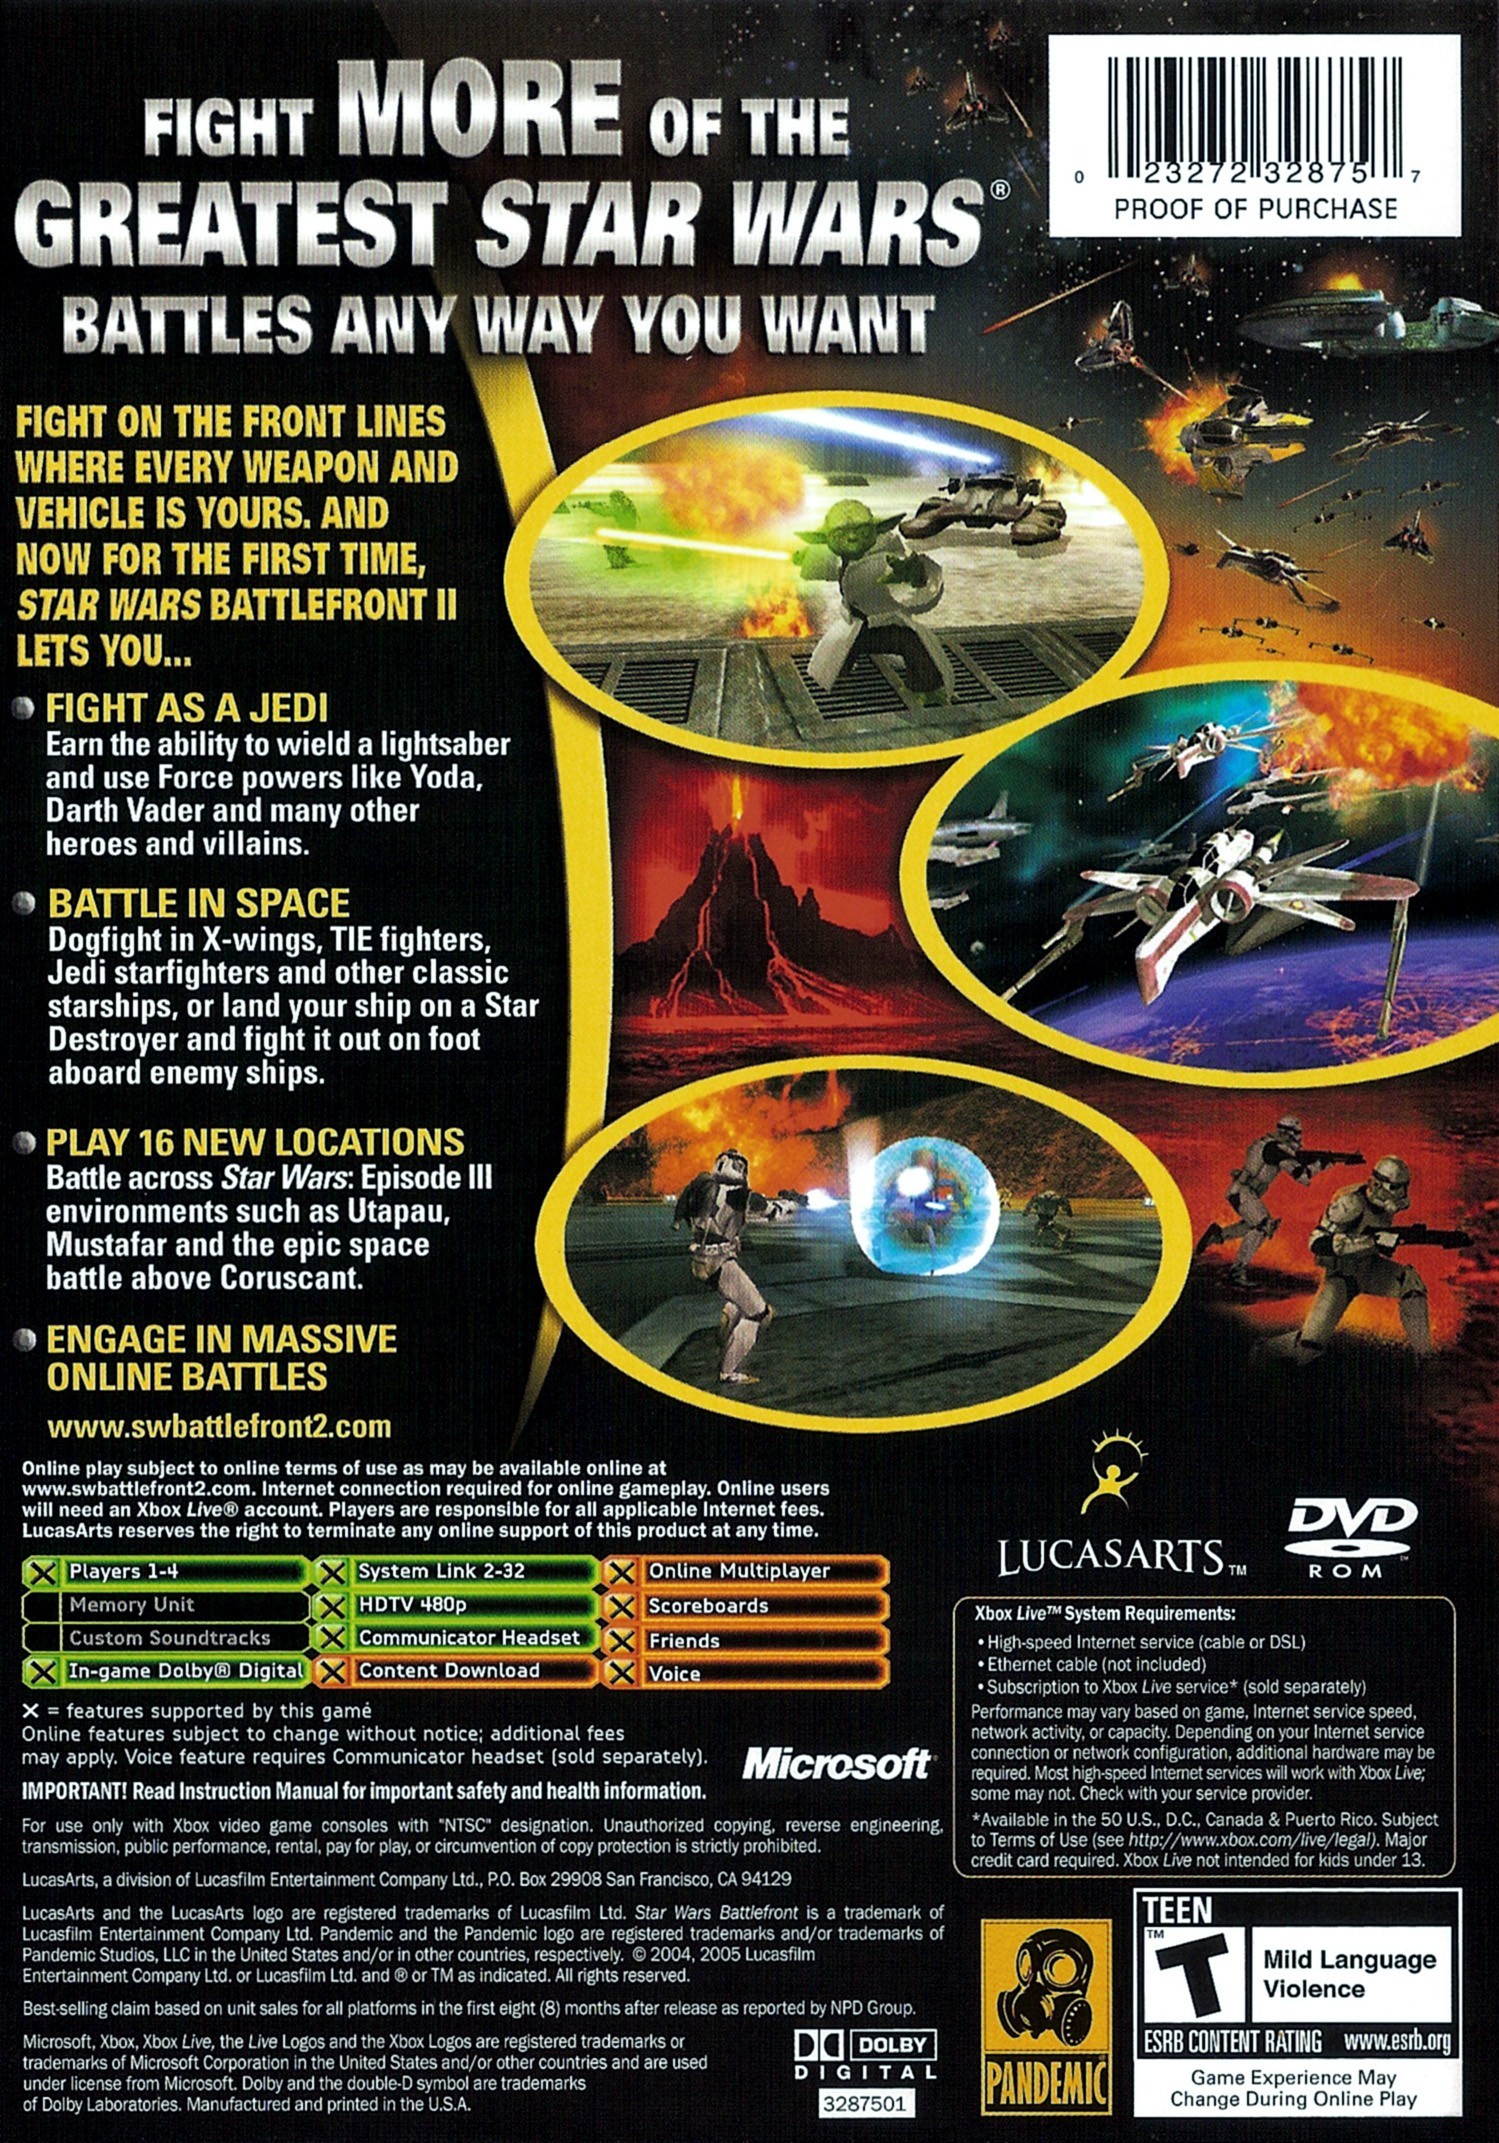 FIGHT MORE OF THE
GREATEST STAR WARS®
BATTLES ANY WAY YOU WANT
0 23272 32875 7
PROOF OF PURCHASE
FIGHT ON THE FRONT LINES
WHERE EVERY WEAPON AND
VEHICLE IS YOURS. AND
NOW FOR THE FIRST TIME,
STAR WARS BATTLEFRONT II
LETS YOU...
FIGHT AS A JEDI
Earn the ability to wield a lightsaber
and use Force powers like Yoda,
Darth Vader and many other
heroes and villains.
BATTLE IN SPACE
Dogfight in X-wings, TIE fighters,
Jedi starfighters and other classic
starships, or land your ship on a Star
Destroyer and fight it out on foot
aboard enemy ships.
PLAY 16 NEW LOCATIONS
Battle across Star Wars: Episode III
environments such as Utapau,
Mustafar and the epic space
battle above Coruscant.
ENGAGE IN MASSIVE
ONLINE BATTLES
www.swbattlefront2.com
Online play subject to online terms of use as may be available online at
www.swbattlefront2.com. Internet connection required for online gameplay. Online users
will need an Xbox Live® account. Players are responsible for all applicable Internet fees.
LucasArts reserves the right to terminate any online support of this product at any time.
LUCASARTS™
DVD
ROM
X Players 1-4
Memory Unit
Custom Soundtracks
X In-game Dolby® Digital
X System Link 2-32
X HDTV 480p
X Communicator Headset
X Content Download
X Online Multiplayer
X Scoreboards
X Friends
X Voice
X = features supported by this game
Online features subject to change without notice; additional fees
may apply. Voice feature requires Communicator headset (sold separately).
IMPORTANT! Read Instruction Manual for important safety and health information.
Microsoft®
Xbox Live™ System Requirements:
• High-speed Internet service (cable or DSL)
• Ethernet cable (not included)
• Subscription to Xbox Live service* (sold separately)
Performance may vary based on game, Internet service speed,
network activity, or capacity. Depending on your Internet service
connection or network configuration, additional hardware may be
required. Most high-speed Internet services will work with Xbox Live;
some may not. Check with your service provider.
*Available in the 50 U.S., D.C., Canada & Puerto Rico. Subject
to Terms of Use (see http://www.xbox.com/live/legal). Major
credit card required. Xbox Live not intended for kids under 13.
For use only with Xbox video game consoles with "NTSC" designation. Unauthorized copying, reverse engineering,
transmission, public performance, rental, pay for play, or circumvention of copy protection is strictly prohibited.
LucasArts, a division of Lucasfilm Entertainment Company Ltd., P.O. Box 29908 San Francisco, CA 94129
LucasArts and the LucasArts logo are registered trademarks of Lucasfilm Ltd. Star Wars Battlefront is a trademark of
Lucasfilm Entertainment Company Ltd. Pandemic and the Pandemic logo are registered trademarks and/or trademarks of
Pandemic Studios, LLC in the United States and/or in other countries, respectively. © 2004, 2005 Lucasfilm
Entertainment Company Ltd. or Lucasfilm Ltd. and ® or TM as indicated. All rights reserved.
Best-selling claim based on unit sales for all platforms in the first eight (8) months after release as reported by NPD Group.
Microsoft, Xbox, Xbox Live, the Live Logos and the Xbox Logos are registered trademarks or
trademarks of Microsoft Corporation in the United States and/or other countries and are used
under license from Microsoft. Dolby and the double-D symbol are trademarks
of Dolby Laboratories. Manufactured and printed in the U.S.A.
DOLBY
DIGITAL
3287501
PANDEMIC
TEEN
T™
Mild Language
Violence
ESRB CONTENT RATING www.esrb.org
Game Experience May
Change During Online Play